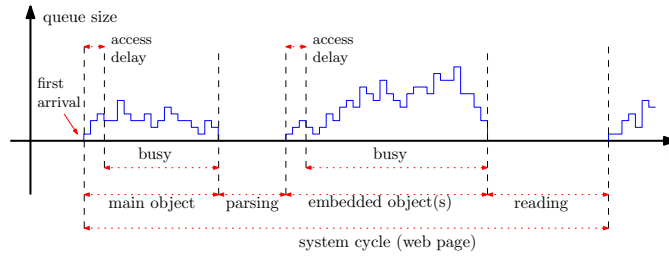 queue size
access
delay
access
delay
first
arrival
busy
busy
main object
parsing
embedded object(s)
reading
system cycle (web page)